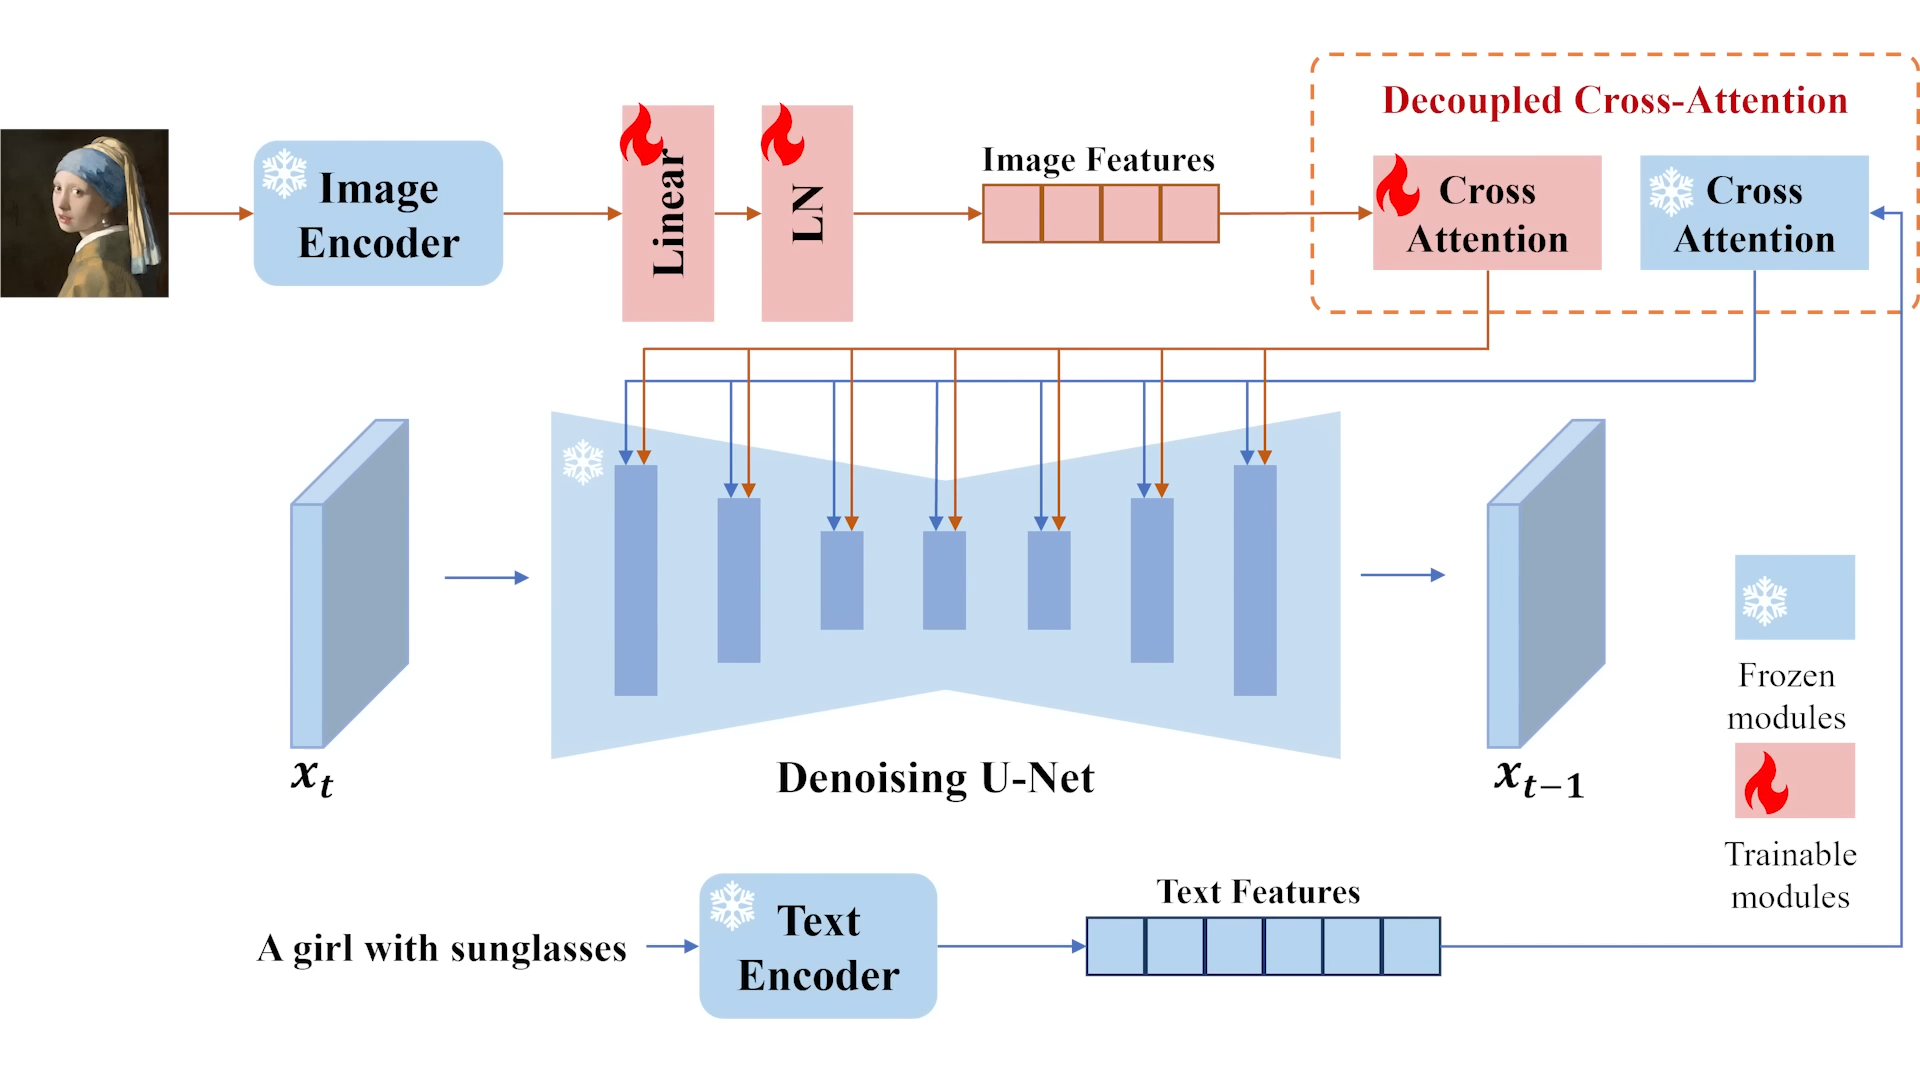 Decoupled Cross-Attention
Image
Encoder
Linear
LN
Image Features
Cross
Attention
Cross
Attention
x_t
Denoising U-Net
x_{t-1}
Frozen
modules
Trainable
modules
A girl with sunglasses
Text
Encoder
Text Features